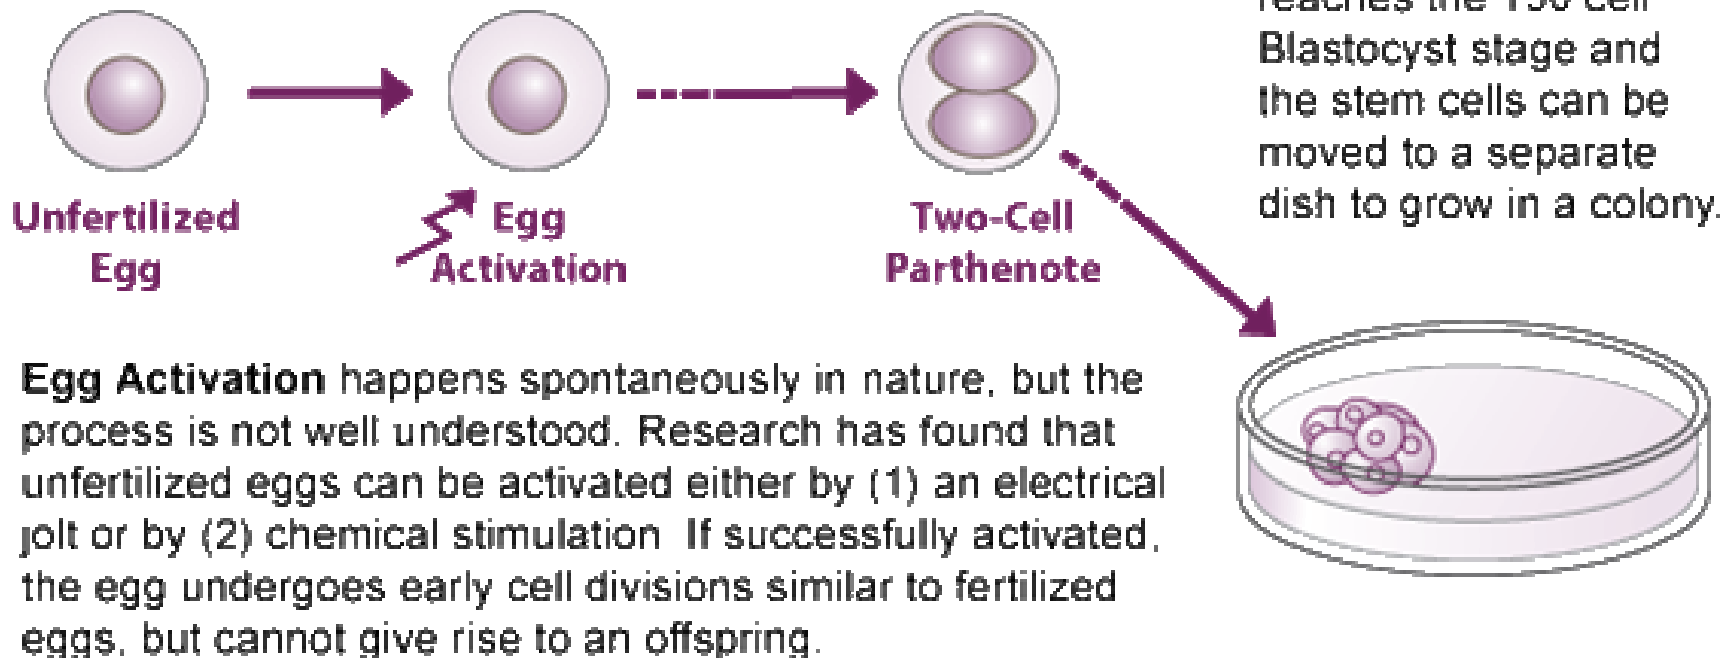 reaches the 150 cell
Blastocyst stage and
the stem cells can be
moved to a separate
dish to grow in a colony.
Unfertilized
Egg
Egg
Activation
Two-Cell
Parthenote
Egg Activation happens spontaneously in nature, but the
process is not well understood. Research has found that
unfertilized eggs can be activated either by (1) an electrical
jolt or by (2) chemical stimulation. If successfully activated,
the egg undergoes early cell divisions similar to fertilized
eggs, but cannot give rise to an offspring.